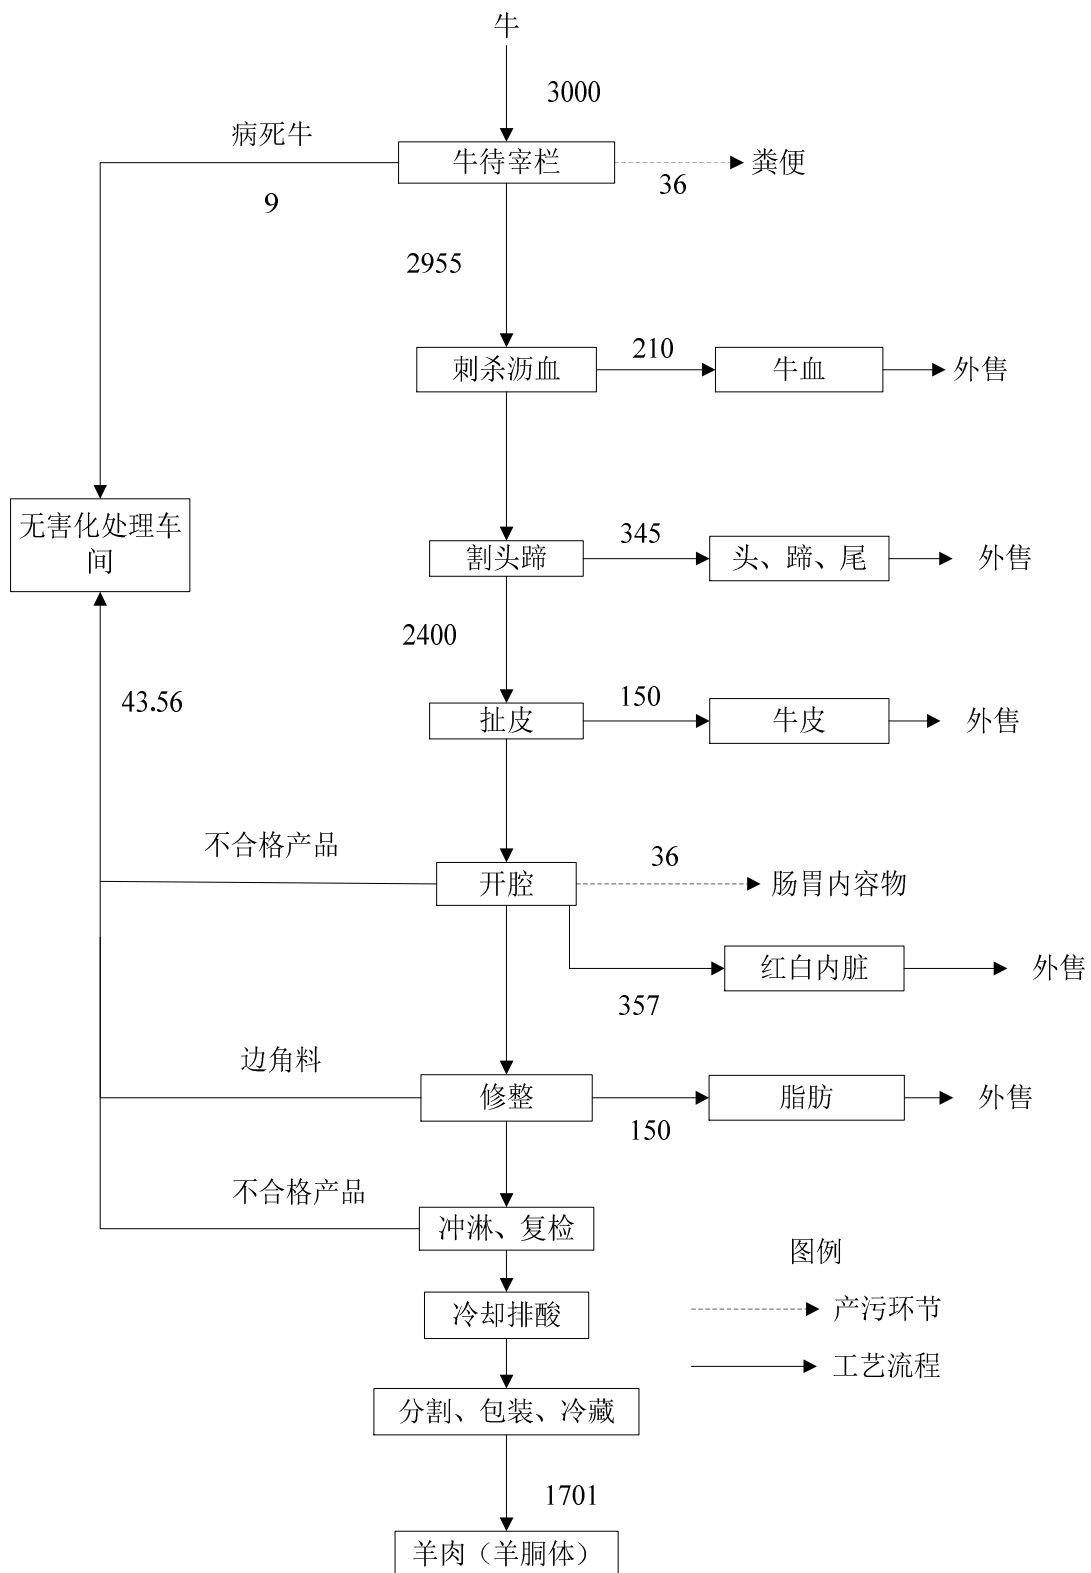 牛
3000
病死牛
牛待宰栏
粪便
9
36
2955
刺杀沥血
210
牛血
外售
无害化处理车
间
割头蹄
345
头、蹄、尾
外售
2400
43.56
扯皮
150
牛皮
外售
不合格产品
开腔
36
肠胃内容物
红白内脏
外售
357
边角料
修整
150
脂肪
外售
不合格产品
冲淋、复检
图例
冷却排酸
产污环节
工艺流程
分割、包装、冷藏
1701
羊肉（羊胴体）